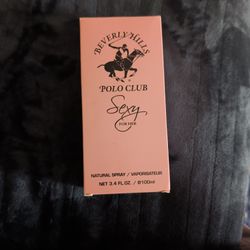 BEVERLY HILLS
POLO CLUB
Sexy
FOR HER
NATURAL SPRAY / VAPORISATEUR
NET 3.4 FL.OZ. / ℮100ml